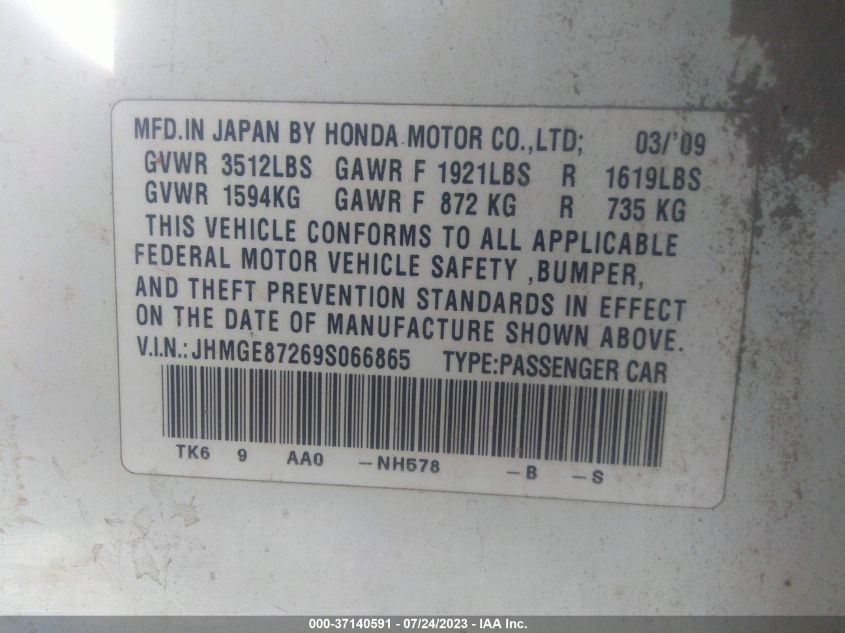 MFD.IN JAPAN BY HONDA MOTOR CO.,LTD; 03/'09
GVWR 3512LBS GAWR F 1921LBS R 1619LBS
GVWR 1594KG GAWR F 872 KG R 735 KG
THIS VEHICLE CONFORMS TO ALL APPLICABLE
FEDERAL MOTOR VEHICLE SAFETY ,BUMPER,
AND THEFT PREVENTION STANDARDS IN EFFECT
ON THE DATE OF MANUFACTURE SHOWN ABOVE.
V.I.N.:JHMGE87269S066865 TYPE:PASSENGER CAR
TK6 9 AA0 -NH578 -B -S
000-37140591 - 07/24/2023 - IAA Inc.